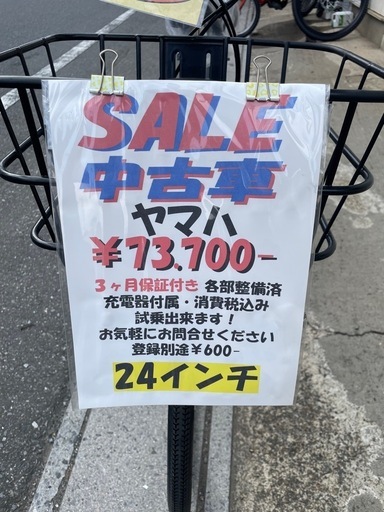 SALE
中古車
ヤマハ
¥73.700-
3ヶ月保証付き 各部整備済
充電器付属・消費税込み
試乗出来ます！
お気軽にお問合せください
登録別途¥600-
24インチ